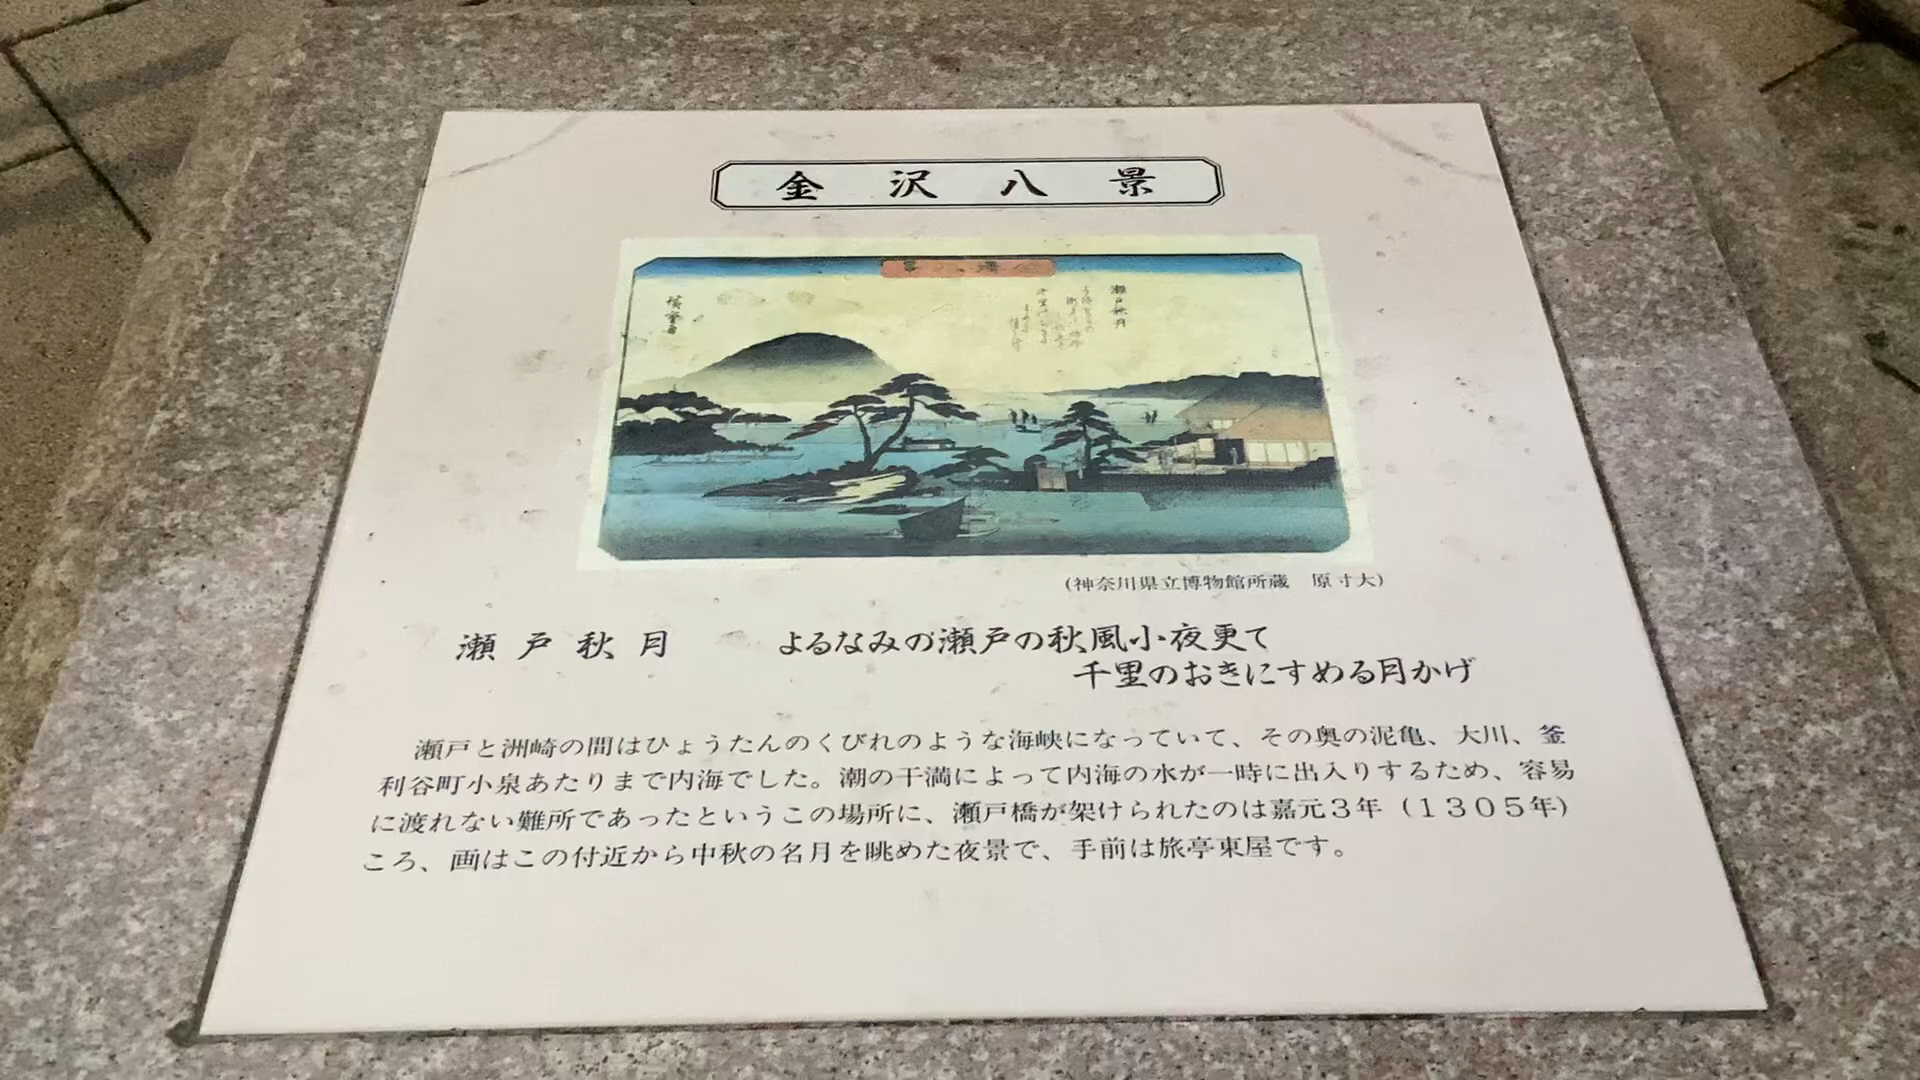 金沢八景
瀬戸秋月
廣重画
(神奈川県立博物館所蔵　原寸大)
瀬戸秋月
よるなみの瀬戸の秋風小夜更て
千里のおきにすめる月かげ
瀬戸と洲崎の間はひょうたんのくびれのような海峡になっていて、その奥の泥亀、大川、釜
利谷町小泉あたりまで内海でした。潮の干満によって内海の水が一時に出入りするため、容易
に渡れない難所であったというこの場所に、瀬戸橋が架けられたのは嘉元３年（１３０５年）
ころ、画はこの付近から中秋の名月を眺めた夜景で、手前は旅亭東屋です。